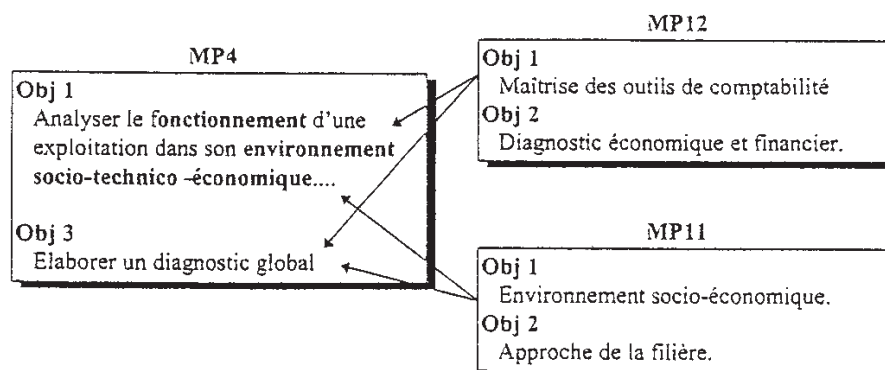 MP4
Obj 1
Analyser le fonctionnement d'une
exploitation dans son environnement
socio-technico -économique....
Obj 3
Elaborer un diagnostic global
MP12
Obj 1
Maîtrise des outils de comptabilité
Obj 2
Diagnostic économique et financier.
MP11
Obj 1
Environnement socio-économique.
Obj 2
Approche de la filière.